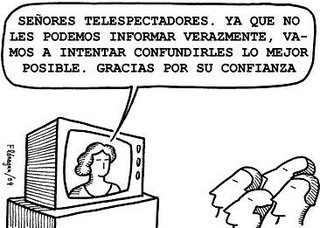 SEÑORES TELESPECTADORES. YA QUE NO
LES PODEMOS INFORMAR VERAZMENTE, VA-
MOS A INTENTAR CONFUNDIRLES LO MEJOR
POSIBLE. GRACIAS POR SU CONFIANZA